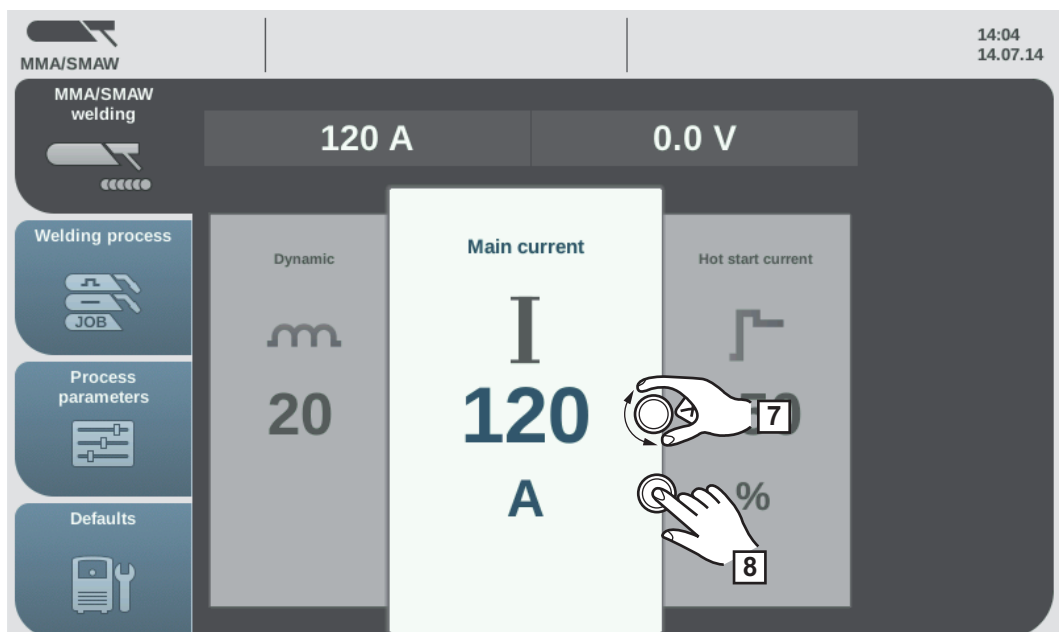 MMA/SMAW
14:04
14.07.14
MMA/SMAW
welding
120 A
0.0 V
Welding process
JOB
Process
parameters
Defaults
Dynamic
20
Main current
I
120
A
Hot start current
%
7
8